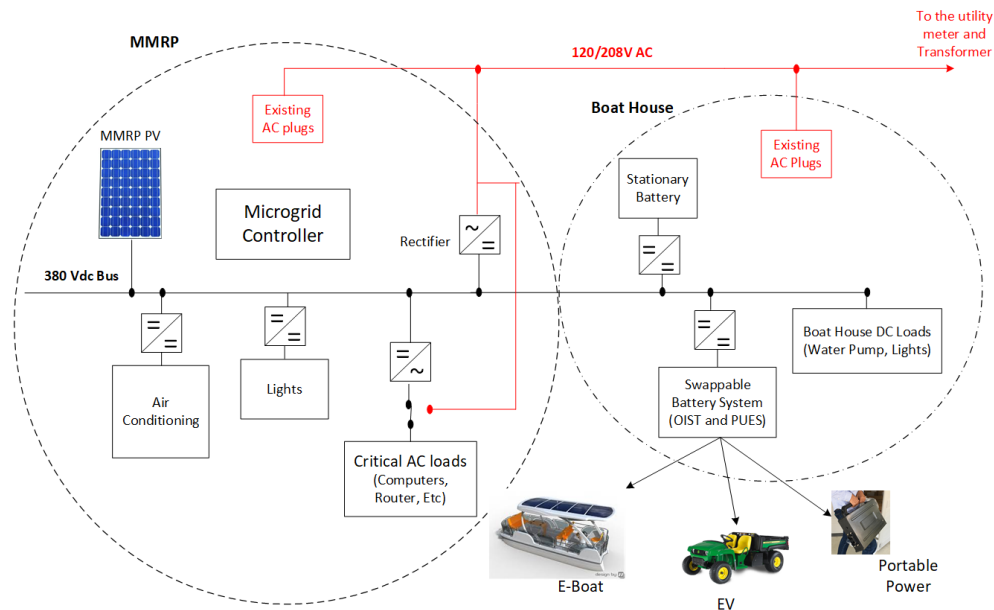 MMRP
120/208V AC
To the utility
meter and
Transformer
Existing
AC plugs
Boat House
MMRP PV
Existing
AC Plugs
Stationary
Battery
Microgrid
Controller
Rectifier
380 Vdc Bus
Air
Conditioning
Lights
Boat House DC Loads
(Water Pump, Lights)
Swappable
Battery System
(OIST and PUES)
Critical AC loads
(Computers,
Router, Etc)
E-Boat
EV
Portable
Power